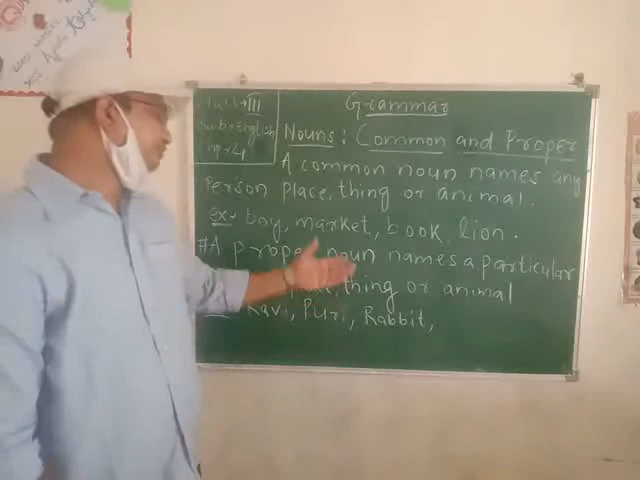 Class → III
Sub → English
Grammar
Nouns : Common and Proper
A common noun names any
Person place, thing or animal.
Ex- boy, market, book, lion.
# A proper noun names a particular
place, thing or animal
Ravi, Puri, Rabbit,